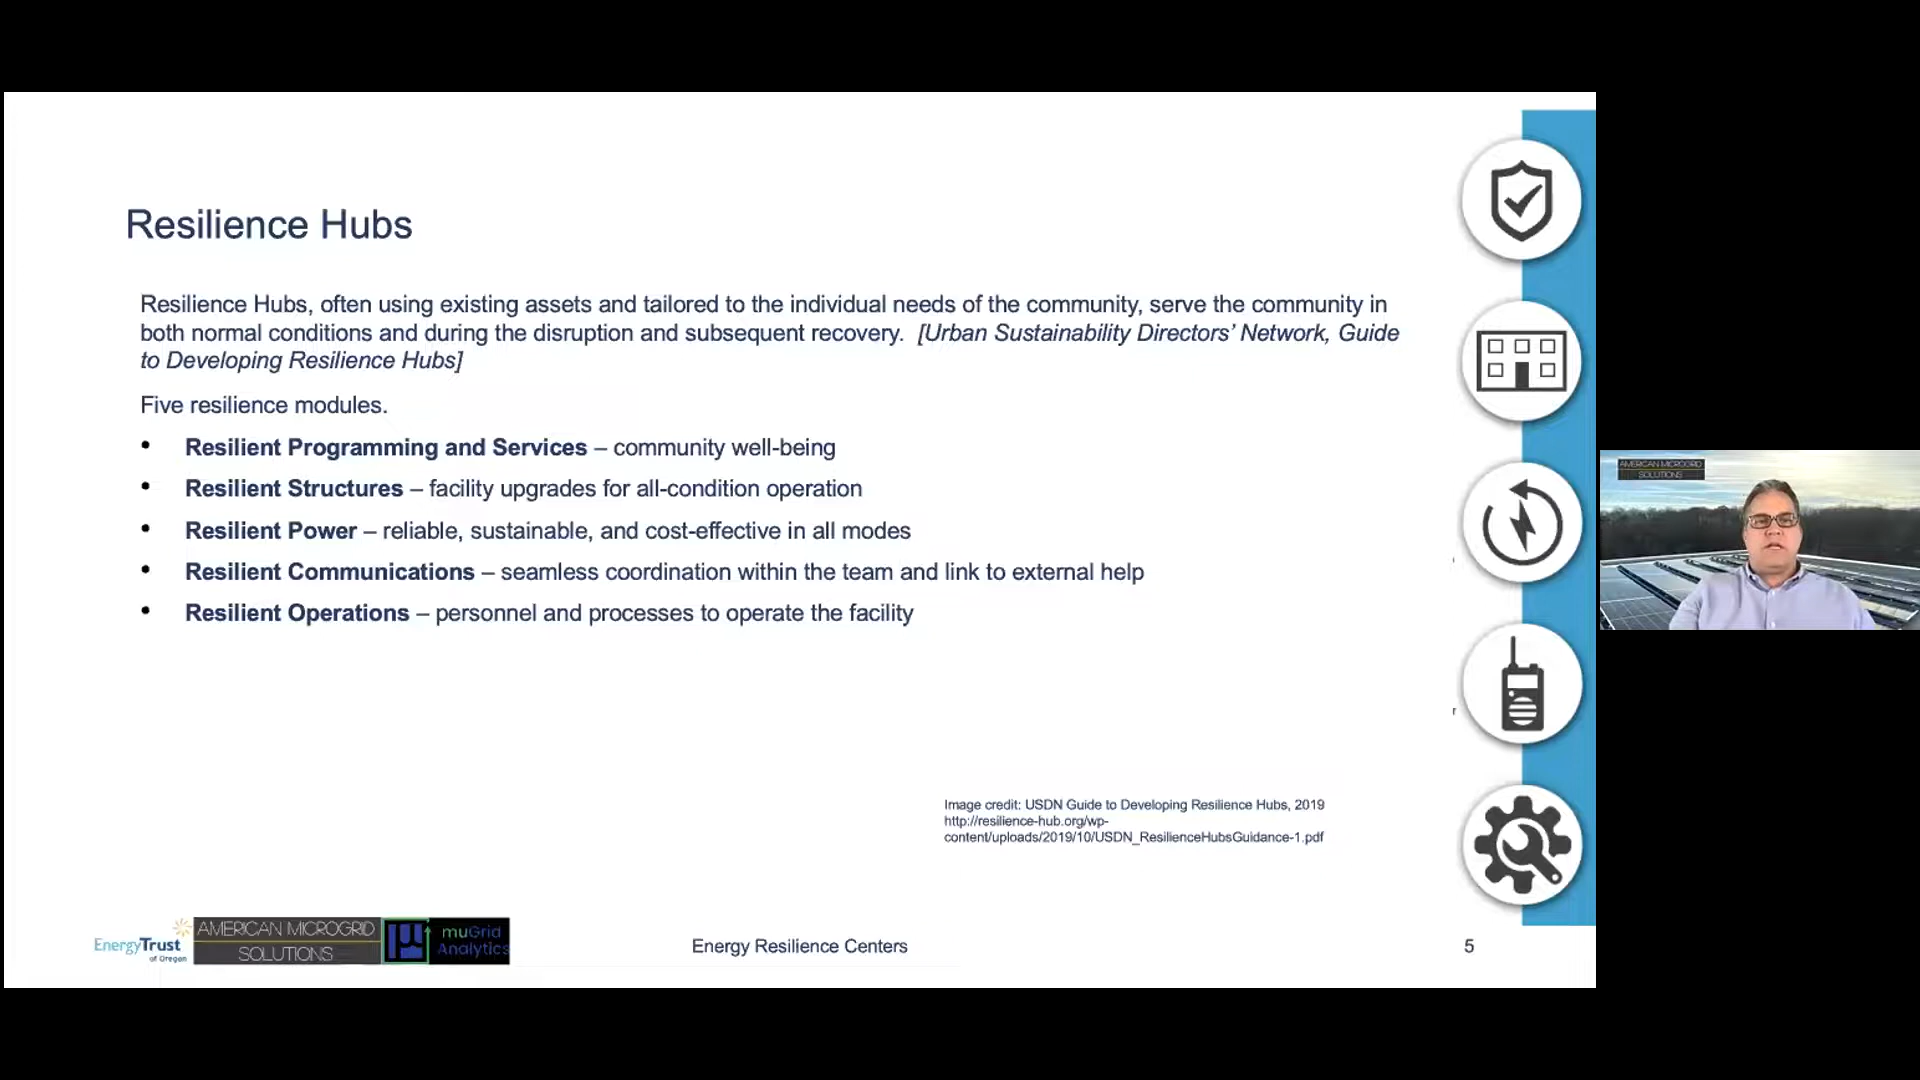 Resilience Hubs
Resilience Hubs, often using existing assets and tailored to the individual needs of the community, serve the community in
both normal conditions and during the disruption and subsequent recovery. [Urban Sustainability Directors’ Network, Guide
to Developing Resilience Hubs]
Five resilience modules.
• Resilient Programming and Services – community well-being
• Resilient Structures – facility upgrades for all-condition operation
• Resilient Power – reliable, sustainable, and cost-effective in all modes
• Resilient Communications – seamless coordination within the team and link to external help
• Resilient Operations – personnel and processes to operate the facility
Image credit: USDN Guide to Developing Resilience Hubs, 2019
http://resilience-hub.org/wp-
content/uploads/2019/10/USDN_ResilienceHubsGuidance-1.pdf
EnergyTrust
of Oregon
AMERICAN MICROGRID
SOLUTIONS
muGrid
Analytics
Energy Resilience Centers
5
AMERICAN MICROGRID
SOLUTIONS